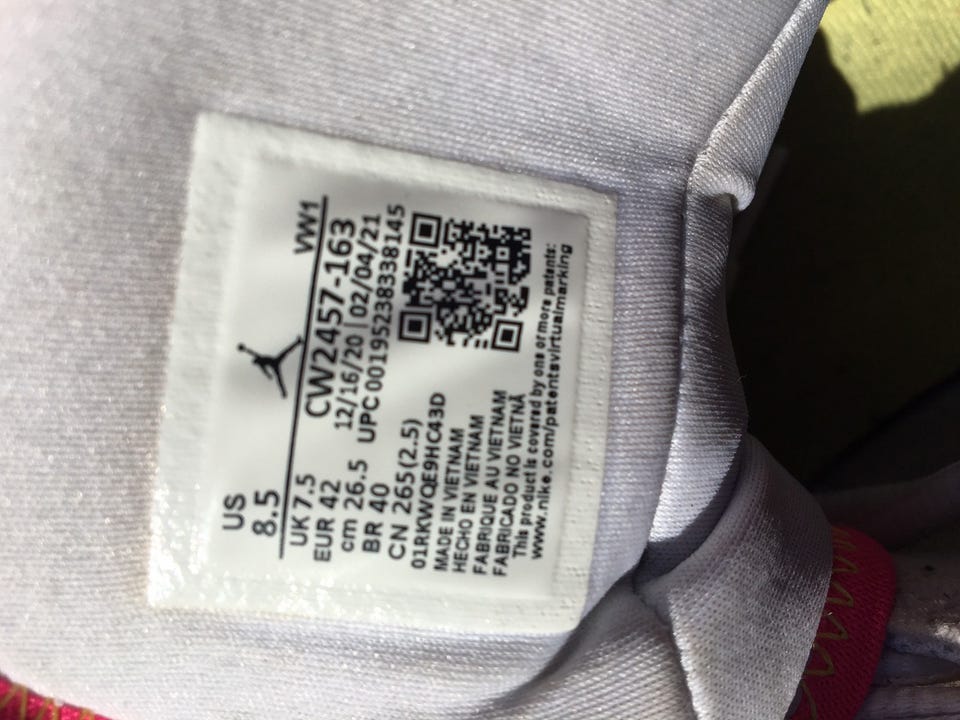 US
8.5
VW1
UK 7.5
EUR 42
cm 26.5
BR 40
CN 265(2.5)
CW2457-163
12/16/20 | 02/04/21
UPC 00195238338145
01RKWQE9HC43D
MADE IN VIETNAM
HECHO EN VIETNAM
FABRIQUE AU VIETNAM
FABRICADO NO VIETNÃ
This product is covered by one or more patents:
www.nike.com/patentsvirtualmarking